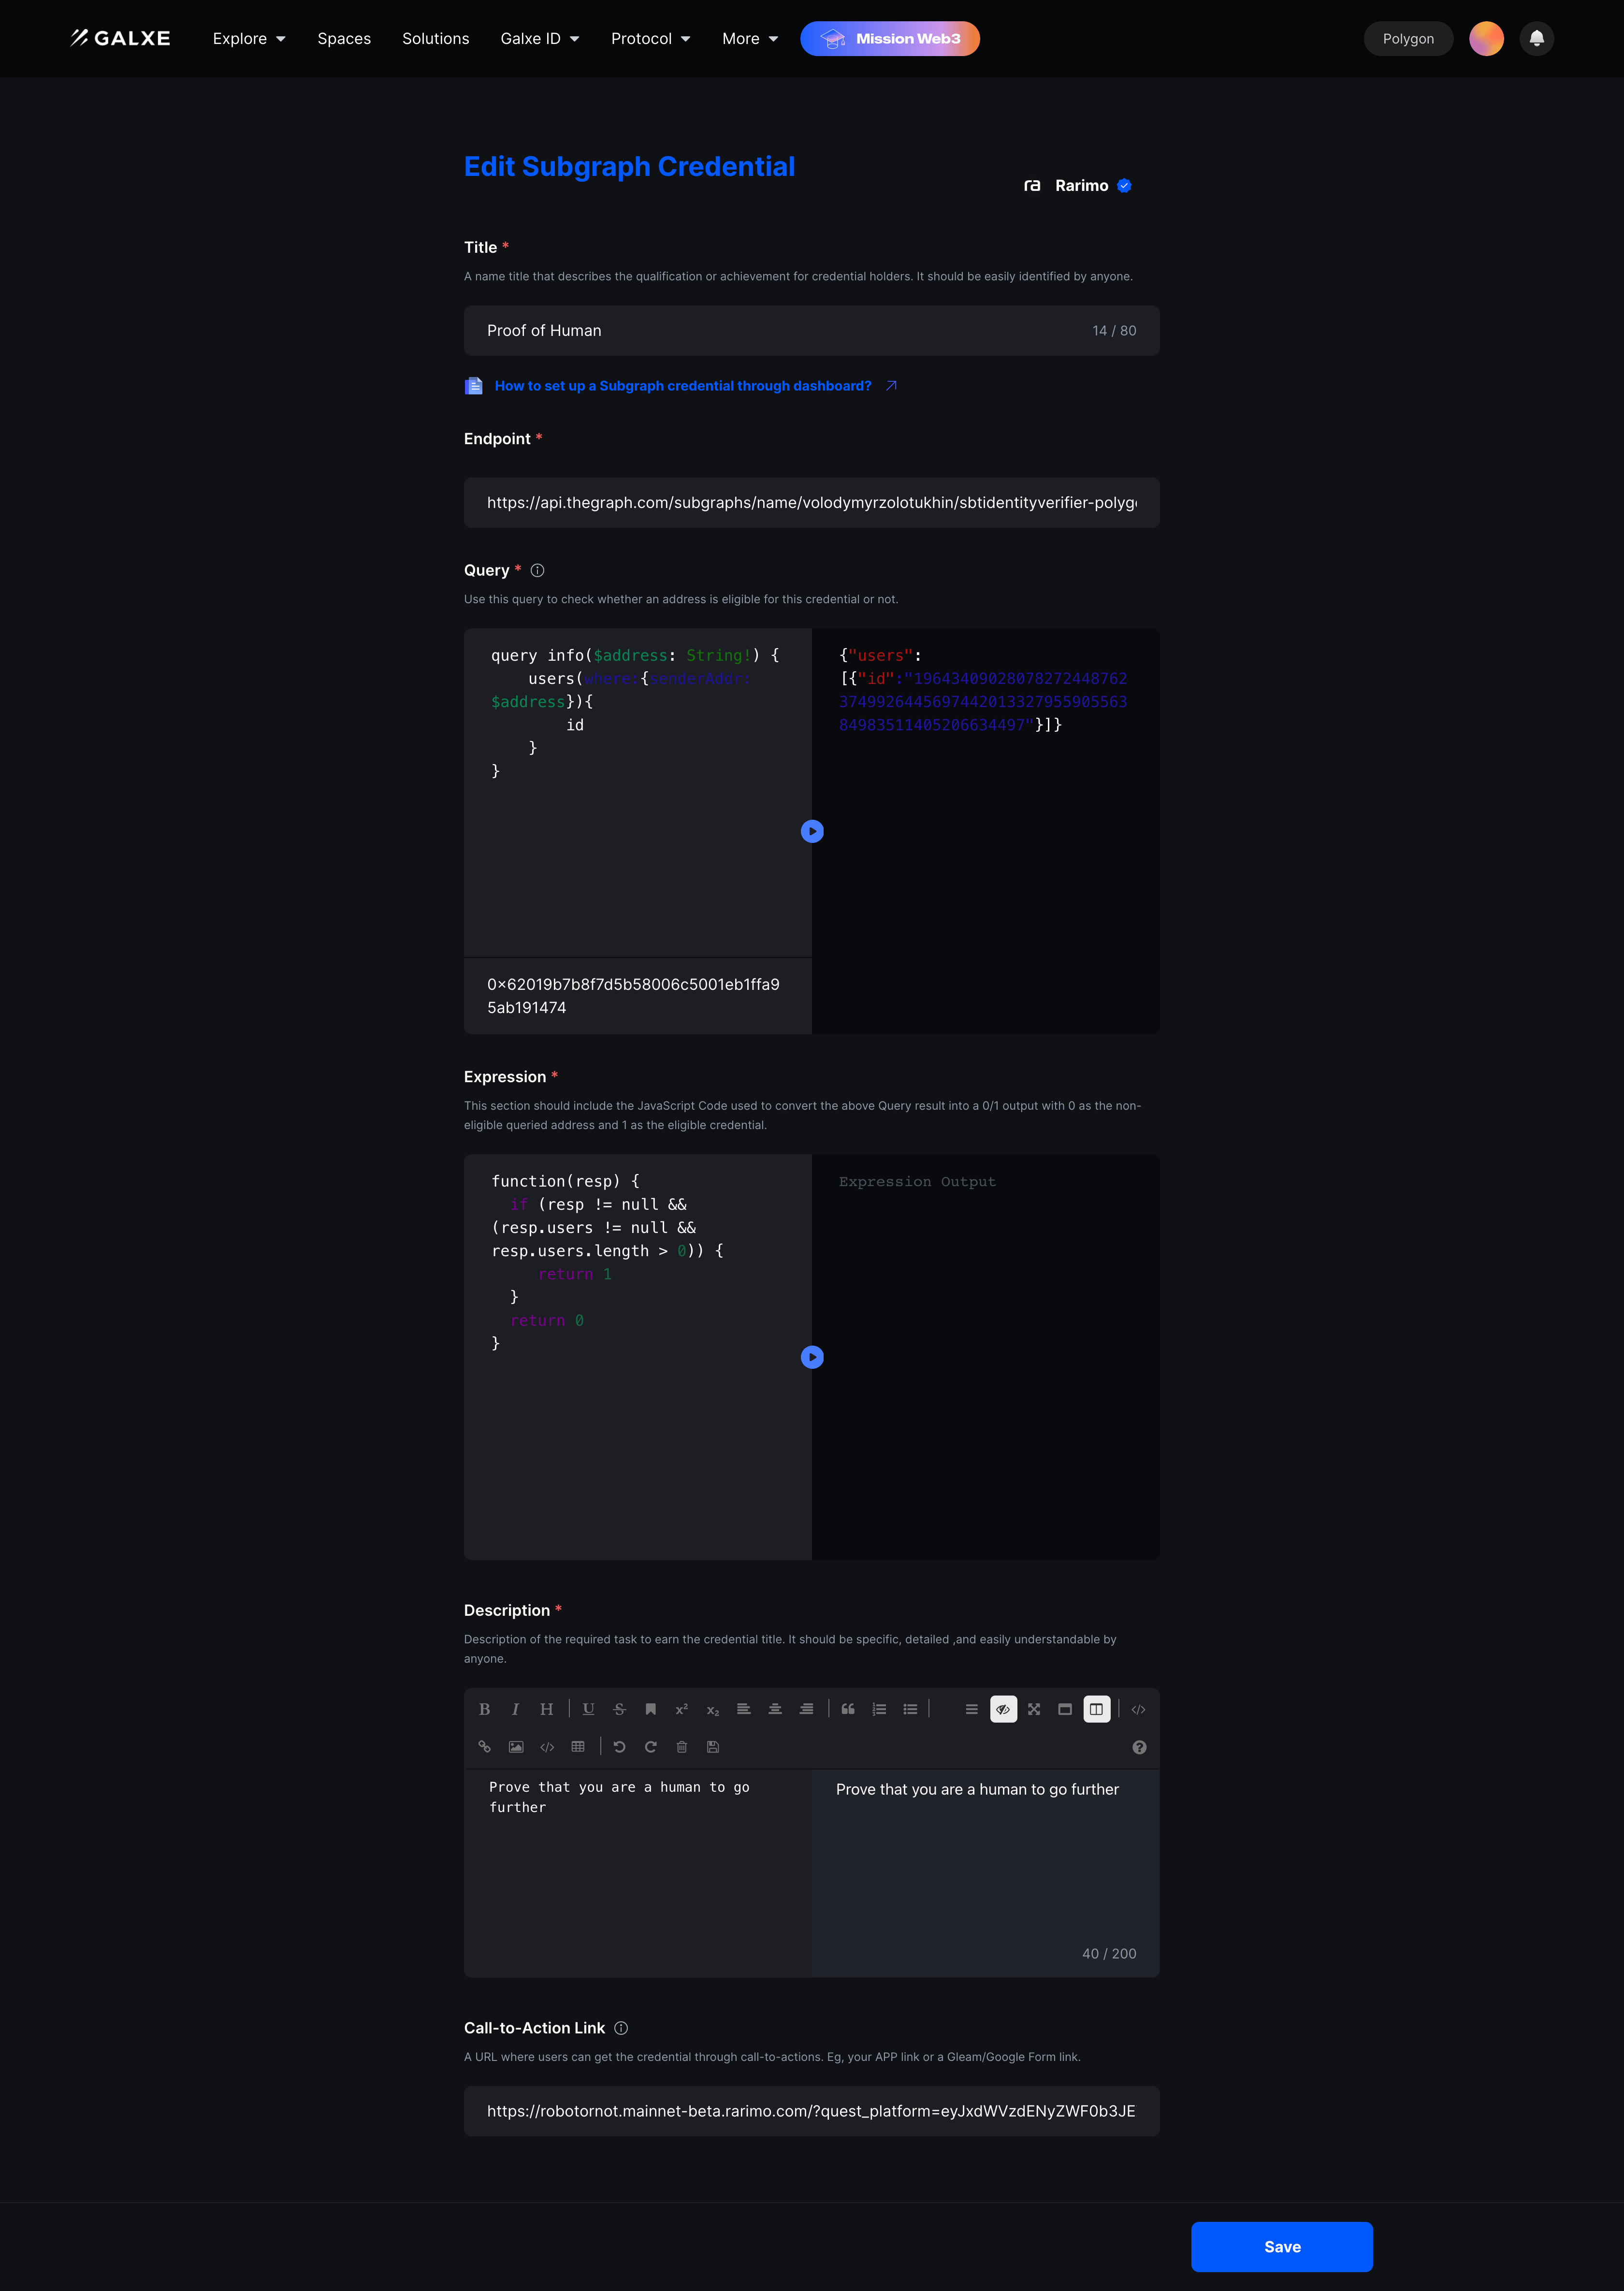 GALXE Explore Spaces Solutions Galxe ID Protocol More Mission Web3 Polygon
Edit Subgraph Credential
ra Rarimo
Title *
A name title that describes the qualification or achievement for credential holders. It should be easily identified by anyone.
Proof of Human 14 / 80
How to set up a Subgraph credential through dashboard?
Endpoint *
https://api.thegraph.com/subgraphs/name/volodymyrzolotukhin/sbtidentityverifier-polyg
Query *
Use this query to check whether an address is eligible for this credential or not.
query info($address: String!) {
users(where:{senderAddr:
$address}){
id
}
}
{"users":
[{"id":"19643409028078272448762
3749926445697442013327955905563
84983511405206634497"}]}
0x62019b7b8f7d5b58006c5001eb1ffa9
5ab191474
Expression *
This section should include the JavaScript Code used to convert the above Query result into a 0/1 output with 0 as the non-
eligible queried address and 1 as the eligible credential.
function(resp) {
if (resp != null &&
(resp.users != null &&
resp.users.length > 0)) {
return 1
}
return 0
}
Expression Output
Description *
Description of the required task to earn the credential title. It should be specific, detailed ,and easily understandable by
anyone.
B I H U S x² x₂
Prove that you are a human to go
further
Prove that you are a human to go further
40 / 200
Call-to-Action Link
A URL where users can get the credential through call-to-actions. Eg, your APP link or a Gleam/Google Form link.
https://robotornot.mainnet-beta.rarimo.com/?quest_platform=eyJxdWVzdENyZWF0b3JE
Save